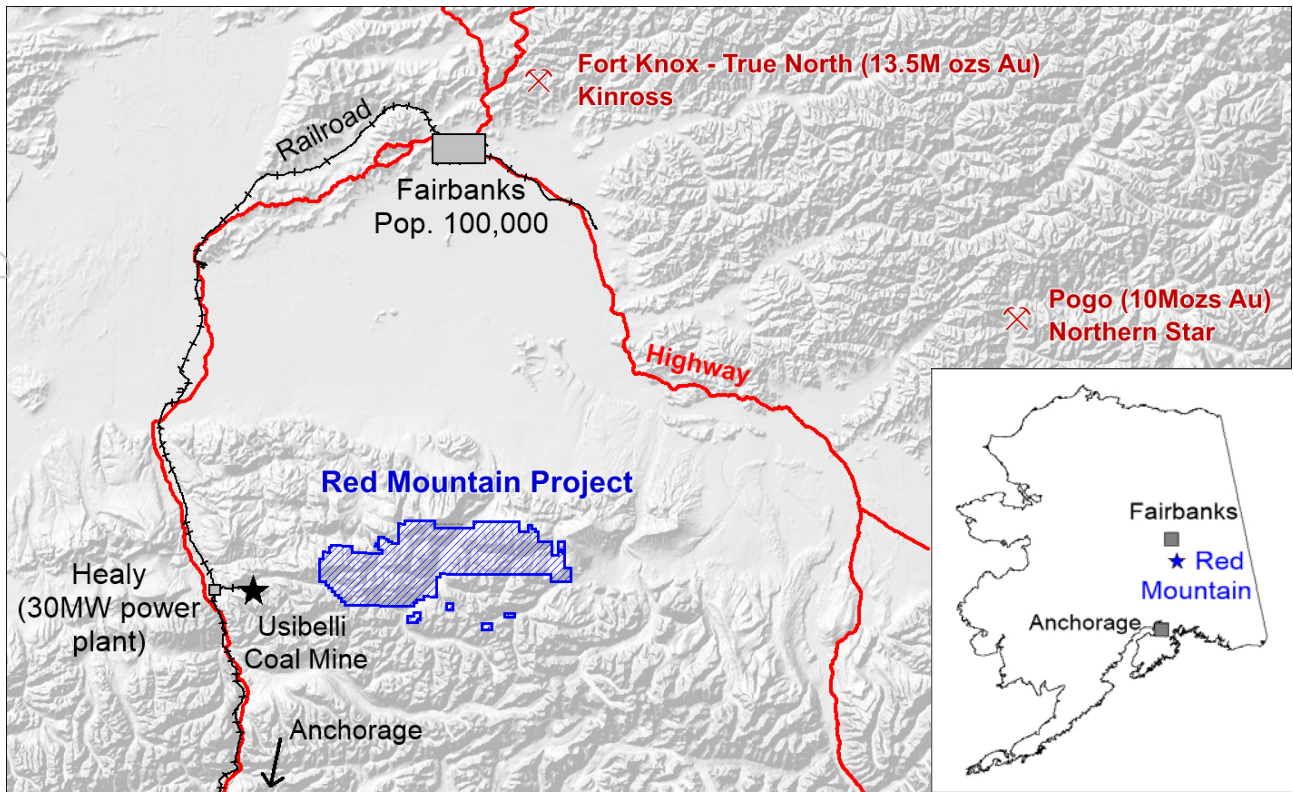 Fort Knox - True North (13.5M ozs Au)
Kinross
Railroad
Fairbanks
Pop. 100,000
Pogo (10Mozs Au)
Northern Star
Highway
Red Mountain Project
Healy
(30MW power
plant)
Usibelli
Coal Mine
Anchorage
Fairbanks
Red
Mountain
Anchorage